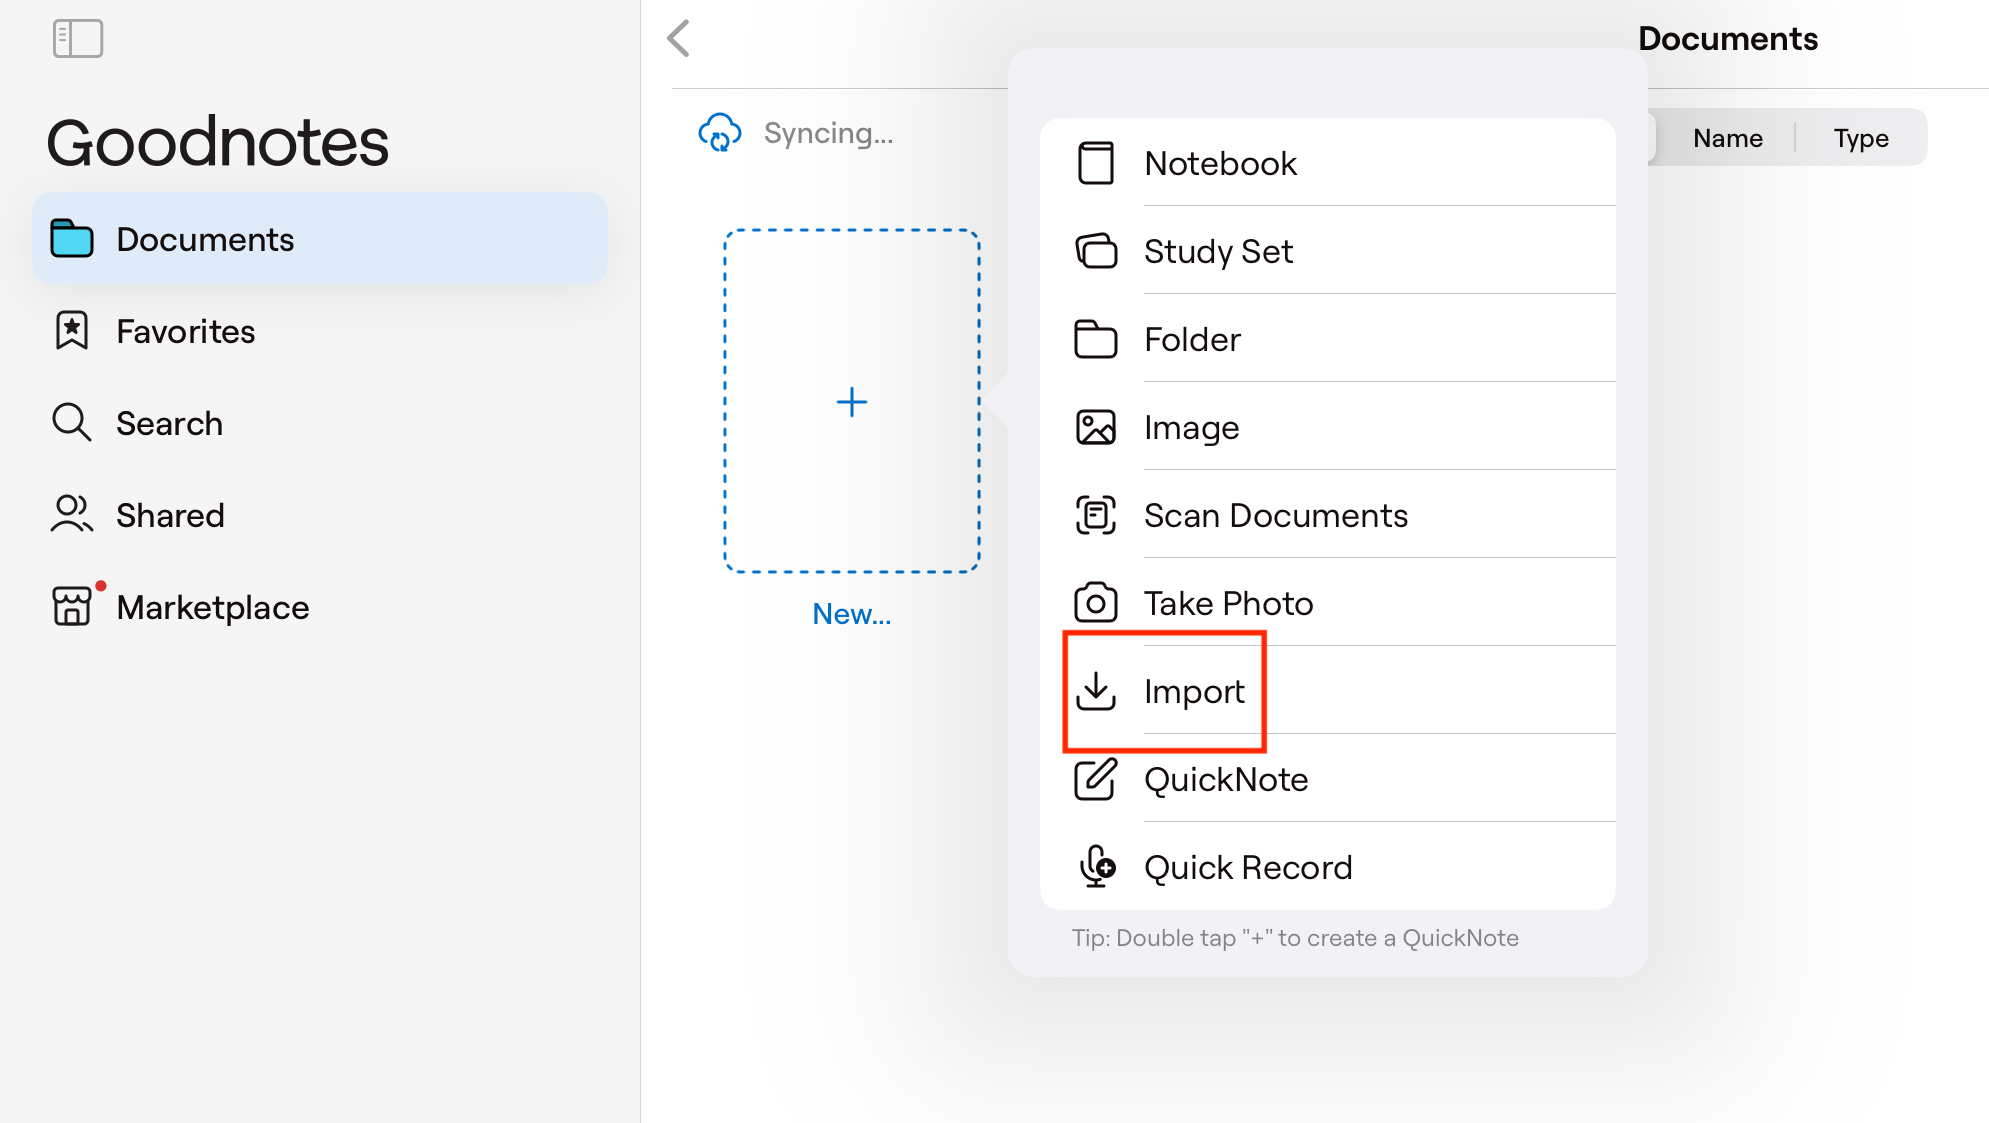 Goodnotes
Documents
Favorites
Search
Shared
Marketplace
Documents
Syncing...
Name
Type
New...
Notebook
Study Set
Folder
Image
Scan Documents
Take Photo
Import
QuickNote
Quick Record
Tip: Double tap "+" to create a QuickNote